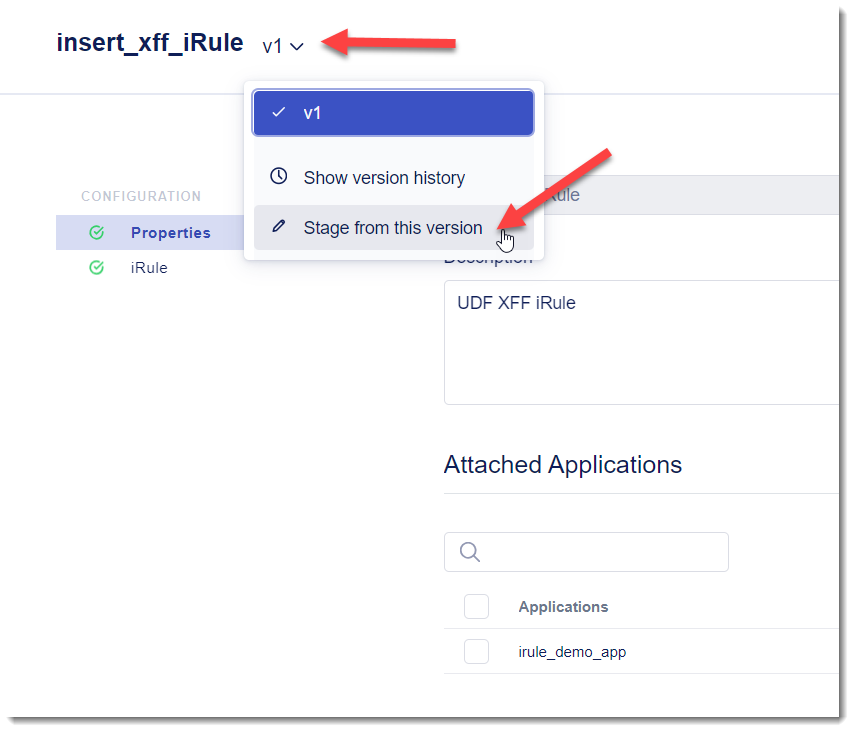 insert_xff_iRule v1
v1
Show version history
CONFIGURATION
Rule
Stage from this version
Properties
Description
iRule
UDF XFF iRule
Attached Applications
Applications
irule_demo_app